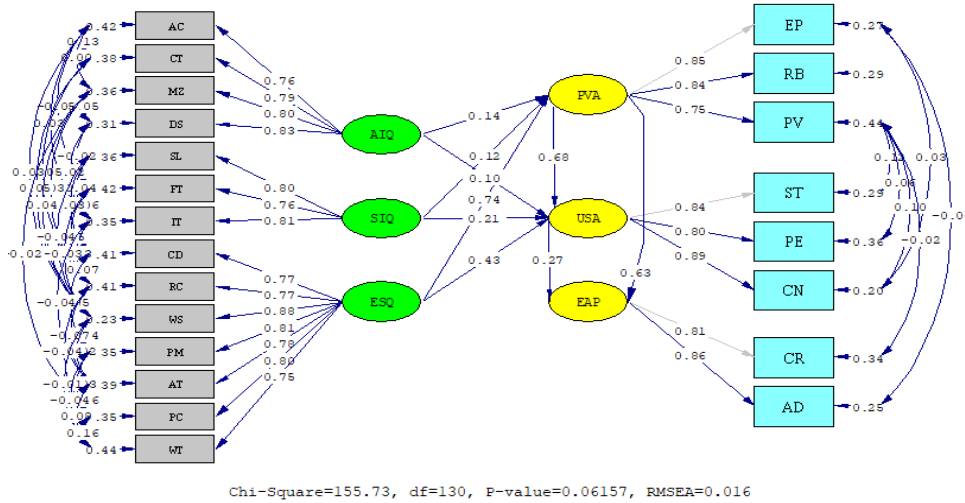 AC
CT
MZ
DS
SL
FT
IT
CD
RC
WS
PM
AT
PC
WT
0.42
0.38
0.36
0.31
0.36
0.42
0.35
0.41
0.41
0.23
0.35
0.39
0.35
0.44
0.13
-0.02
0.07
0.16
0.76
0.79
0.80
0.83
0.80
0.76
0.81
0.77
0.77
0.88
0.81
0.78
0.80
0.75
AIQ
SIQ
ESQ
0.14
0.12
0.10
0.74
0.21
0.43
PVA
USA
EAP
0.68
0.27
0.63
0.85
0.84
0.75
0.84
0.80
0.89
0.81
0.86
EP
RB
PV
ST
PE
CN
CR
AD
0.27
0.29
0.44
0.29
0.36
0.20
0.34
0.25
0.06
0.10
0.03
-0.02
Chi-Square=155.73, df=130, P-value=0.06157, RMSEA=0.016